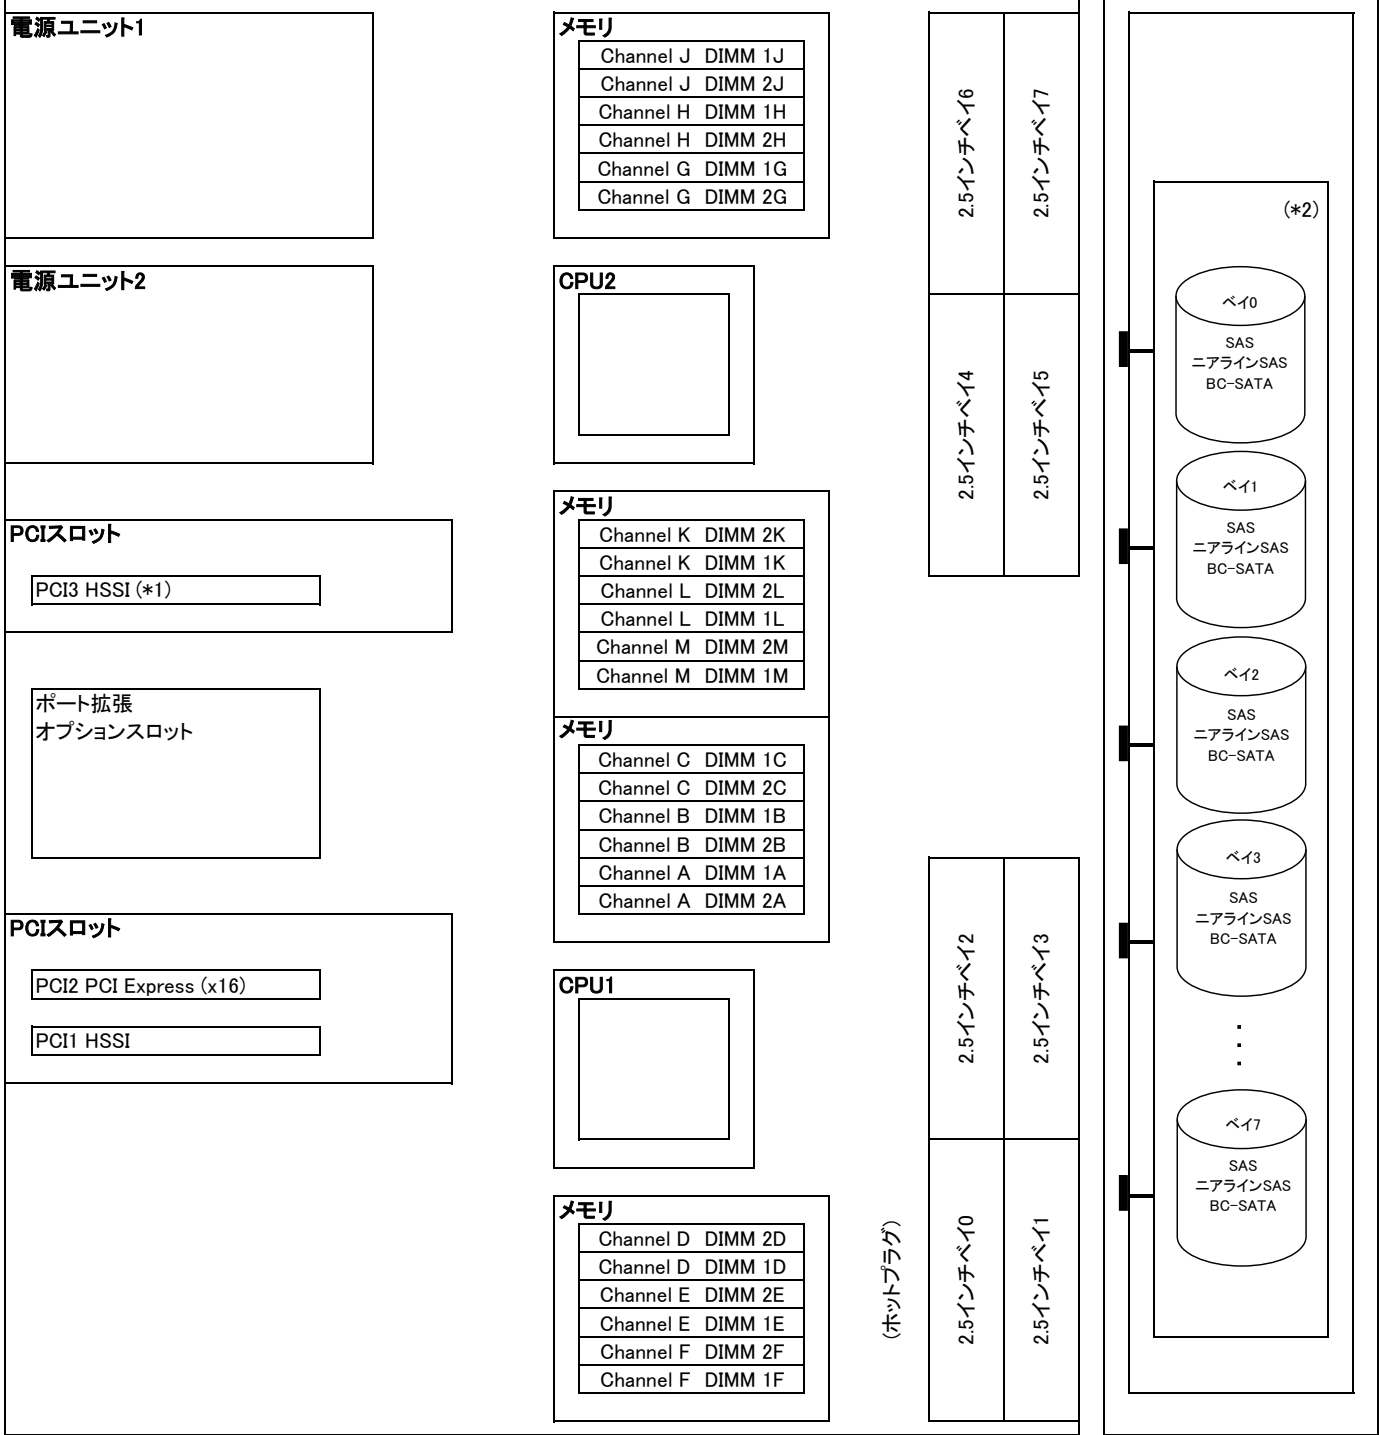 電源ユニット1
電源ユニット2
PCIスロット
PCI3 HSSI (*1)
ポート拡張
オプションスロット
PCIスロット
PCI2 PCI Express (x16)
PCI1 HSSI
メモリ
Channel J DIMM 1J
Channel J DIMM 2J
Channel H DIMM 1H
Channel H DIMM 2H
Channel G DIMM 1G
Channel G DIMM 2G
CPU2
メモリ
Channel K DIMM 2K
Channel K DIMM 1K
Channel L DIMM 2L
Channel L DIMM 1L
Channel M DIMM 2M
Channel M DIMM 1M
メモリ
Channel C DIMM 1C
Channel C DIMM 2C
Channel B DIMM 1B
Channel B DIMM 2B
Channel A DIMM 1A
Channel A DIMM 2A
CPU1
メモリ
Channel D DIMM 2D
Channel D DIMM 1D
Channel E DIMM 2E
Channel E DIMM 1E
Channel F DIMM 2F
Channel F DIMM 1F
(ホットプラグ)
2.5インチベイ6
2.5インチベイ7
2.5インチベイ4
2.5インチベイ5
2.5インチベイ2
2.5インチベイ3
2.5インチベイ0
2.5インチベイ1
(*2)
ベイ0
SAS
ニアラインSAS
BC-SATA
ベイ1
SAS
ニアラインSAS
BC-SATA
ベイ2
SAS
ニアラインSAS
BC-SATA
ベイ3
SAS
ニアラインSAS
BC-SATA
・・・
ベイ7
SAS
ニアラインSAS
BC-SATA